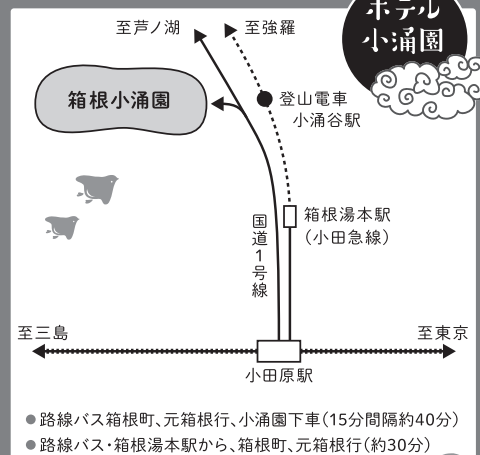 ホテル
小涌園
至芦ノ湖
至強羅
箱根小涌園
登山電車
小涌谷駅
箱根湯本駅
（小田急線）
国道1号線
至三島
至東京
小田原駅
●路線バス箱根町、元箱根行、小涌園下車（15分間隔約40分）
●路線バス・箱根湯本駅から、箱根町、元箱根行（約30分）